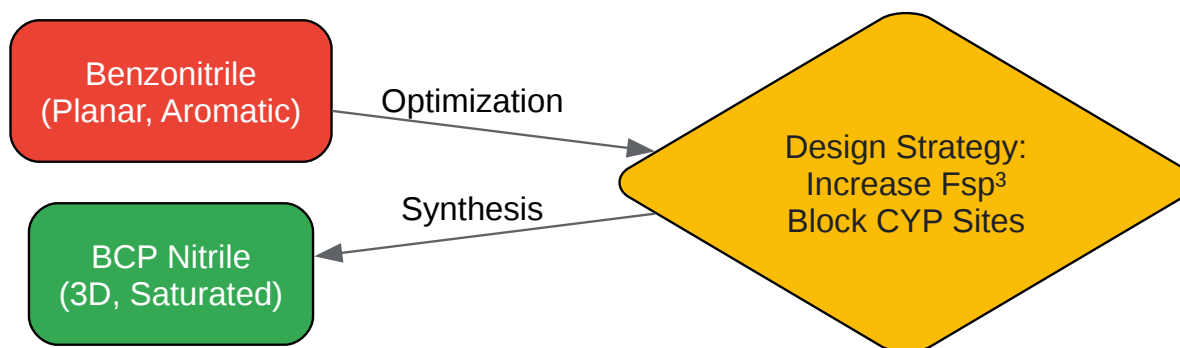 Benzonitrile
(Planar, Aromatic)
Optimization
Design Strategy:
Increase Fsp³
Block CYP Sites
Synthesis
BCP Nitrile
(3D, Saturated)